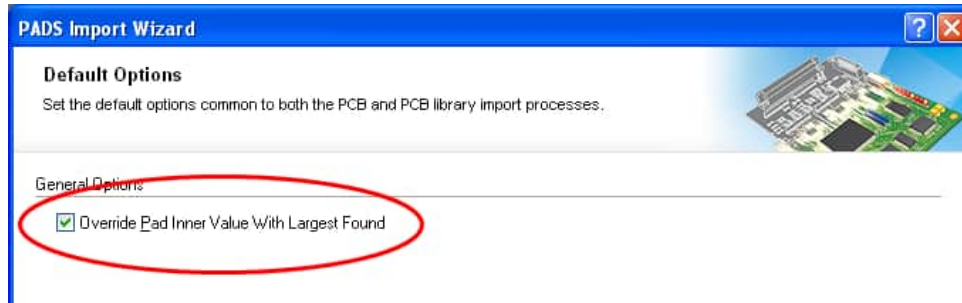 PADS Import Wizard
Default Options
Set the default options common to both the PCB and PCB library import processes.
General Options
Override Pad Inner Value With Largest Found